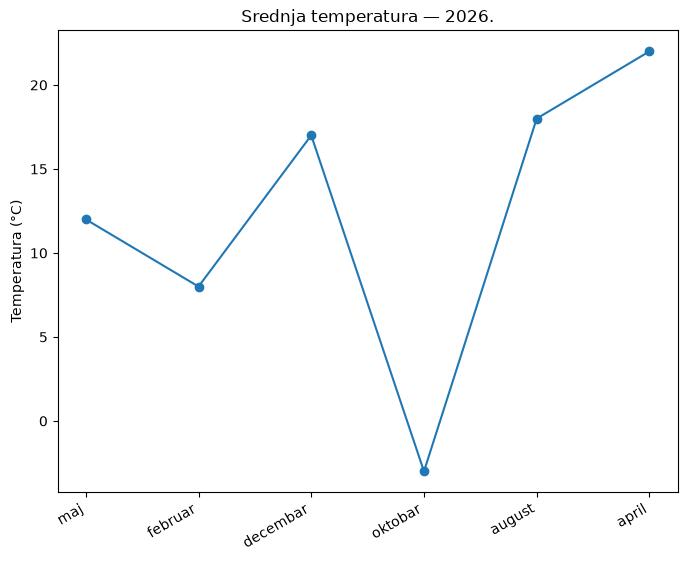 Srednja temperatura — 2026.
Temperatura (°C)
20
15
10
5
0
maj
februar
decembar
oktobar
august
april